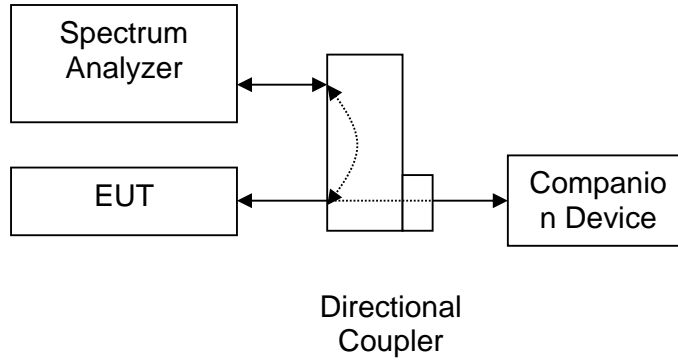 Spectrum
Analyzer
EUT
Companio
n Device
Directional
Coupler